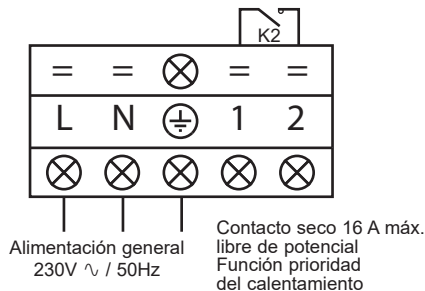 K2
= = = =
L N 1 2
Alimentación general
230V ∿ / 50Hz
Contacto seco 16 A máx.
libre de potencial
Función prioridad
del calentamiento